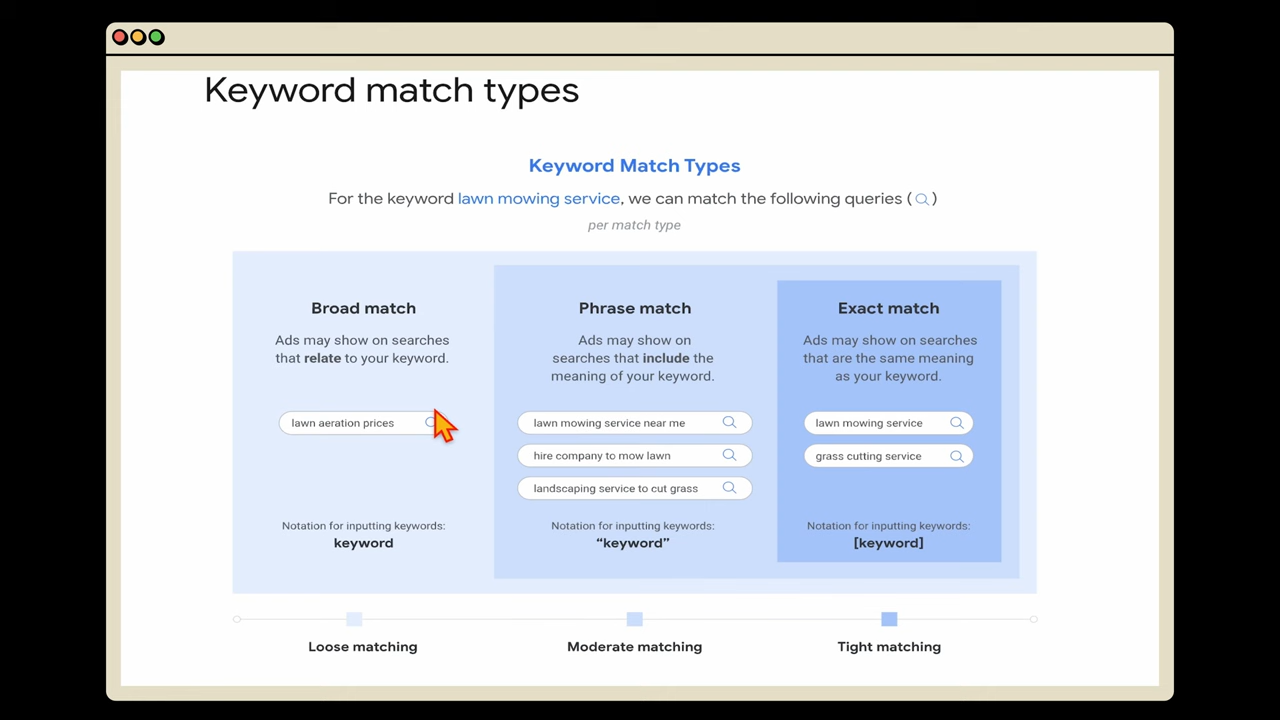 Keyword match types
Keyword Match Types
For the keyword lawn mowing service, we can match the following queries ( )
per match type
Broad match
Ads may show on searches
that relate to your keyword.
lawn aeration prices
Notation for inputting keywords:
keyword
Phrase match
Ads may show on
searches that include the
meaning of your keyword.
lawn mowing service near me
hire company to mow lawn
landscaping service to cut grass
Notation for inputting keywords:
“keyword”
Exact match
Ads may show on searches
that are the same meaning
as your keyword.
lawn mowing service
grass cutting service
Notation for inputting keywords:
[keyword]
Loose matching
Moderate matching
Tight matching